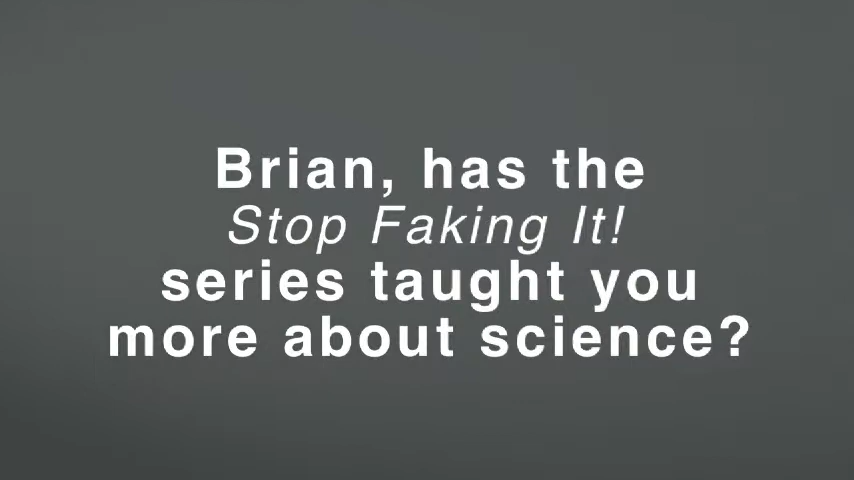 Brian, has the
Stop Faking It!
series taught you
more about science?